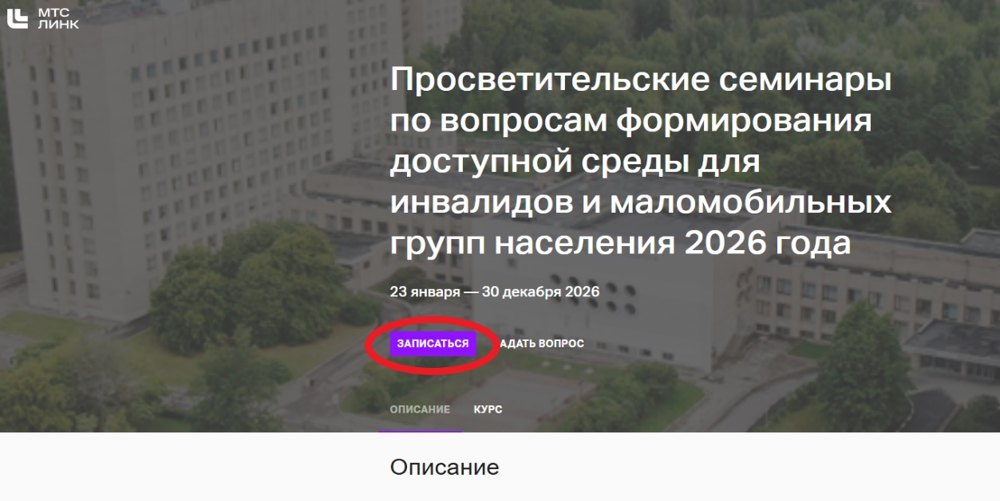 МТС
ЛИНК
Просветительские семинары
по вопросам формирования
доступной среды для
инвалидов и маломобильных
групп населения 2026 года
23 января — 30 декабря 2026
ЗАПИСАТЬСЯ АДАТЬ ВОПРОС
ОПИСАНИЕ КУРС
Описание